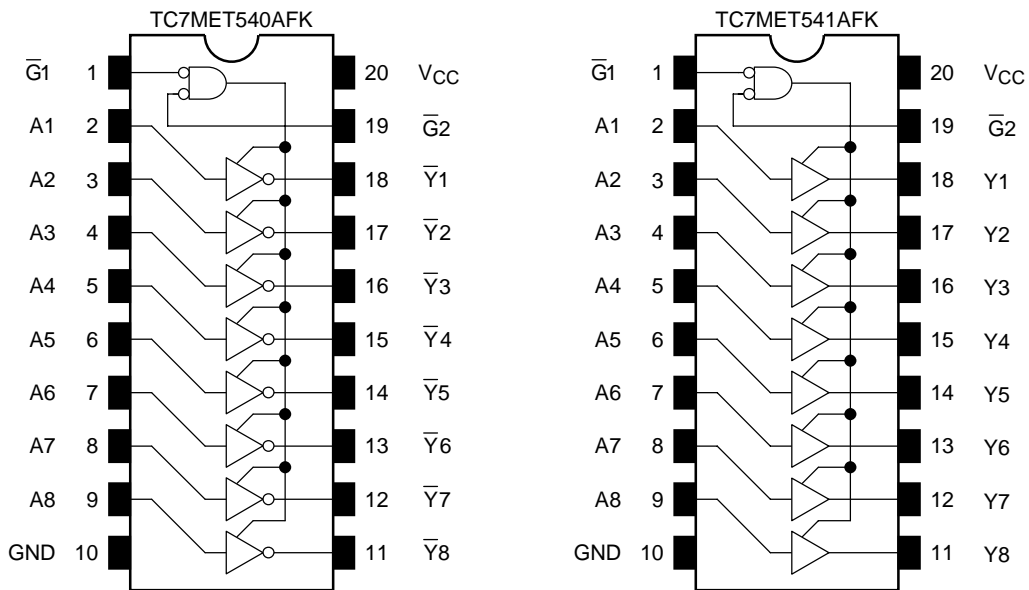 TC7MET540AFK
G̅1 1 20 VCC
A1 2 19 G̅2
A2 3 18 Y̅1
A3 4 17 Y̅2
A4 5 16 Y̅3
A5 6 15 Y̅4
A6 7 14 Y̅5
A7 8 13 Y̅6
A8 9 12 Y̅7
GND 10 11 Y̅8
TC7MET541AFK
G̅1 1 20 VCC
A1 2 19 G̅2
A2 3 18 Y1
A3 4 17 Y2
A4 5 16 Y3
A5 6 15 Y4
A6 7 14 Y5
A7 8 13 Y6
A8 9 12 Y7
GND 10 11 Y8